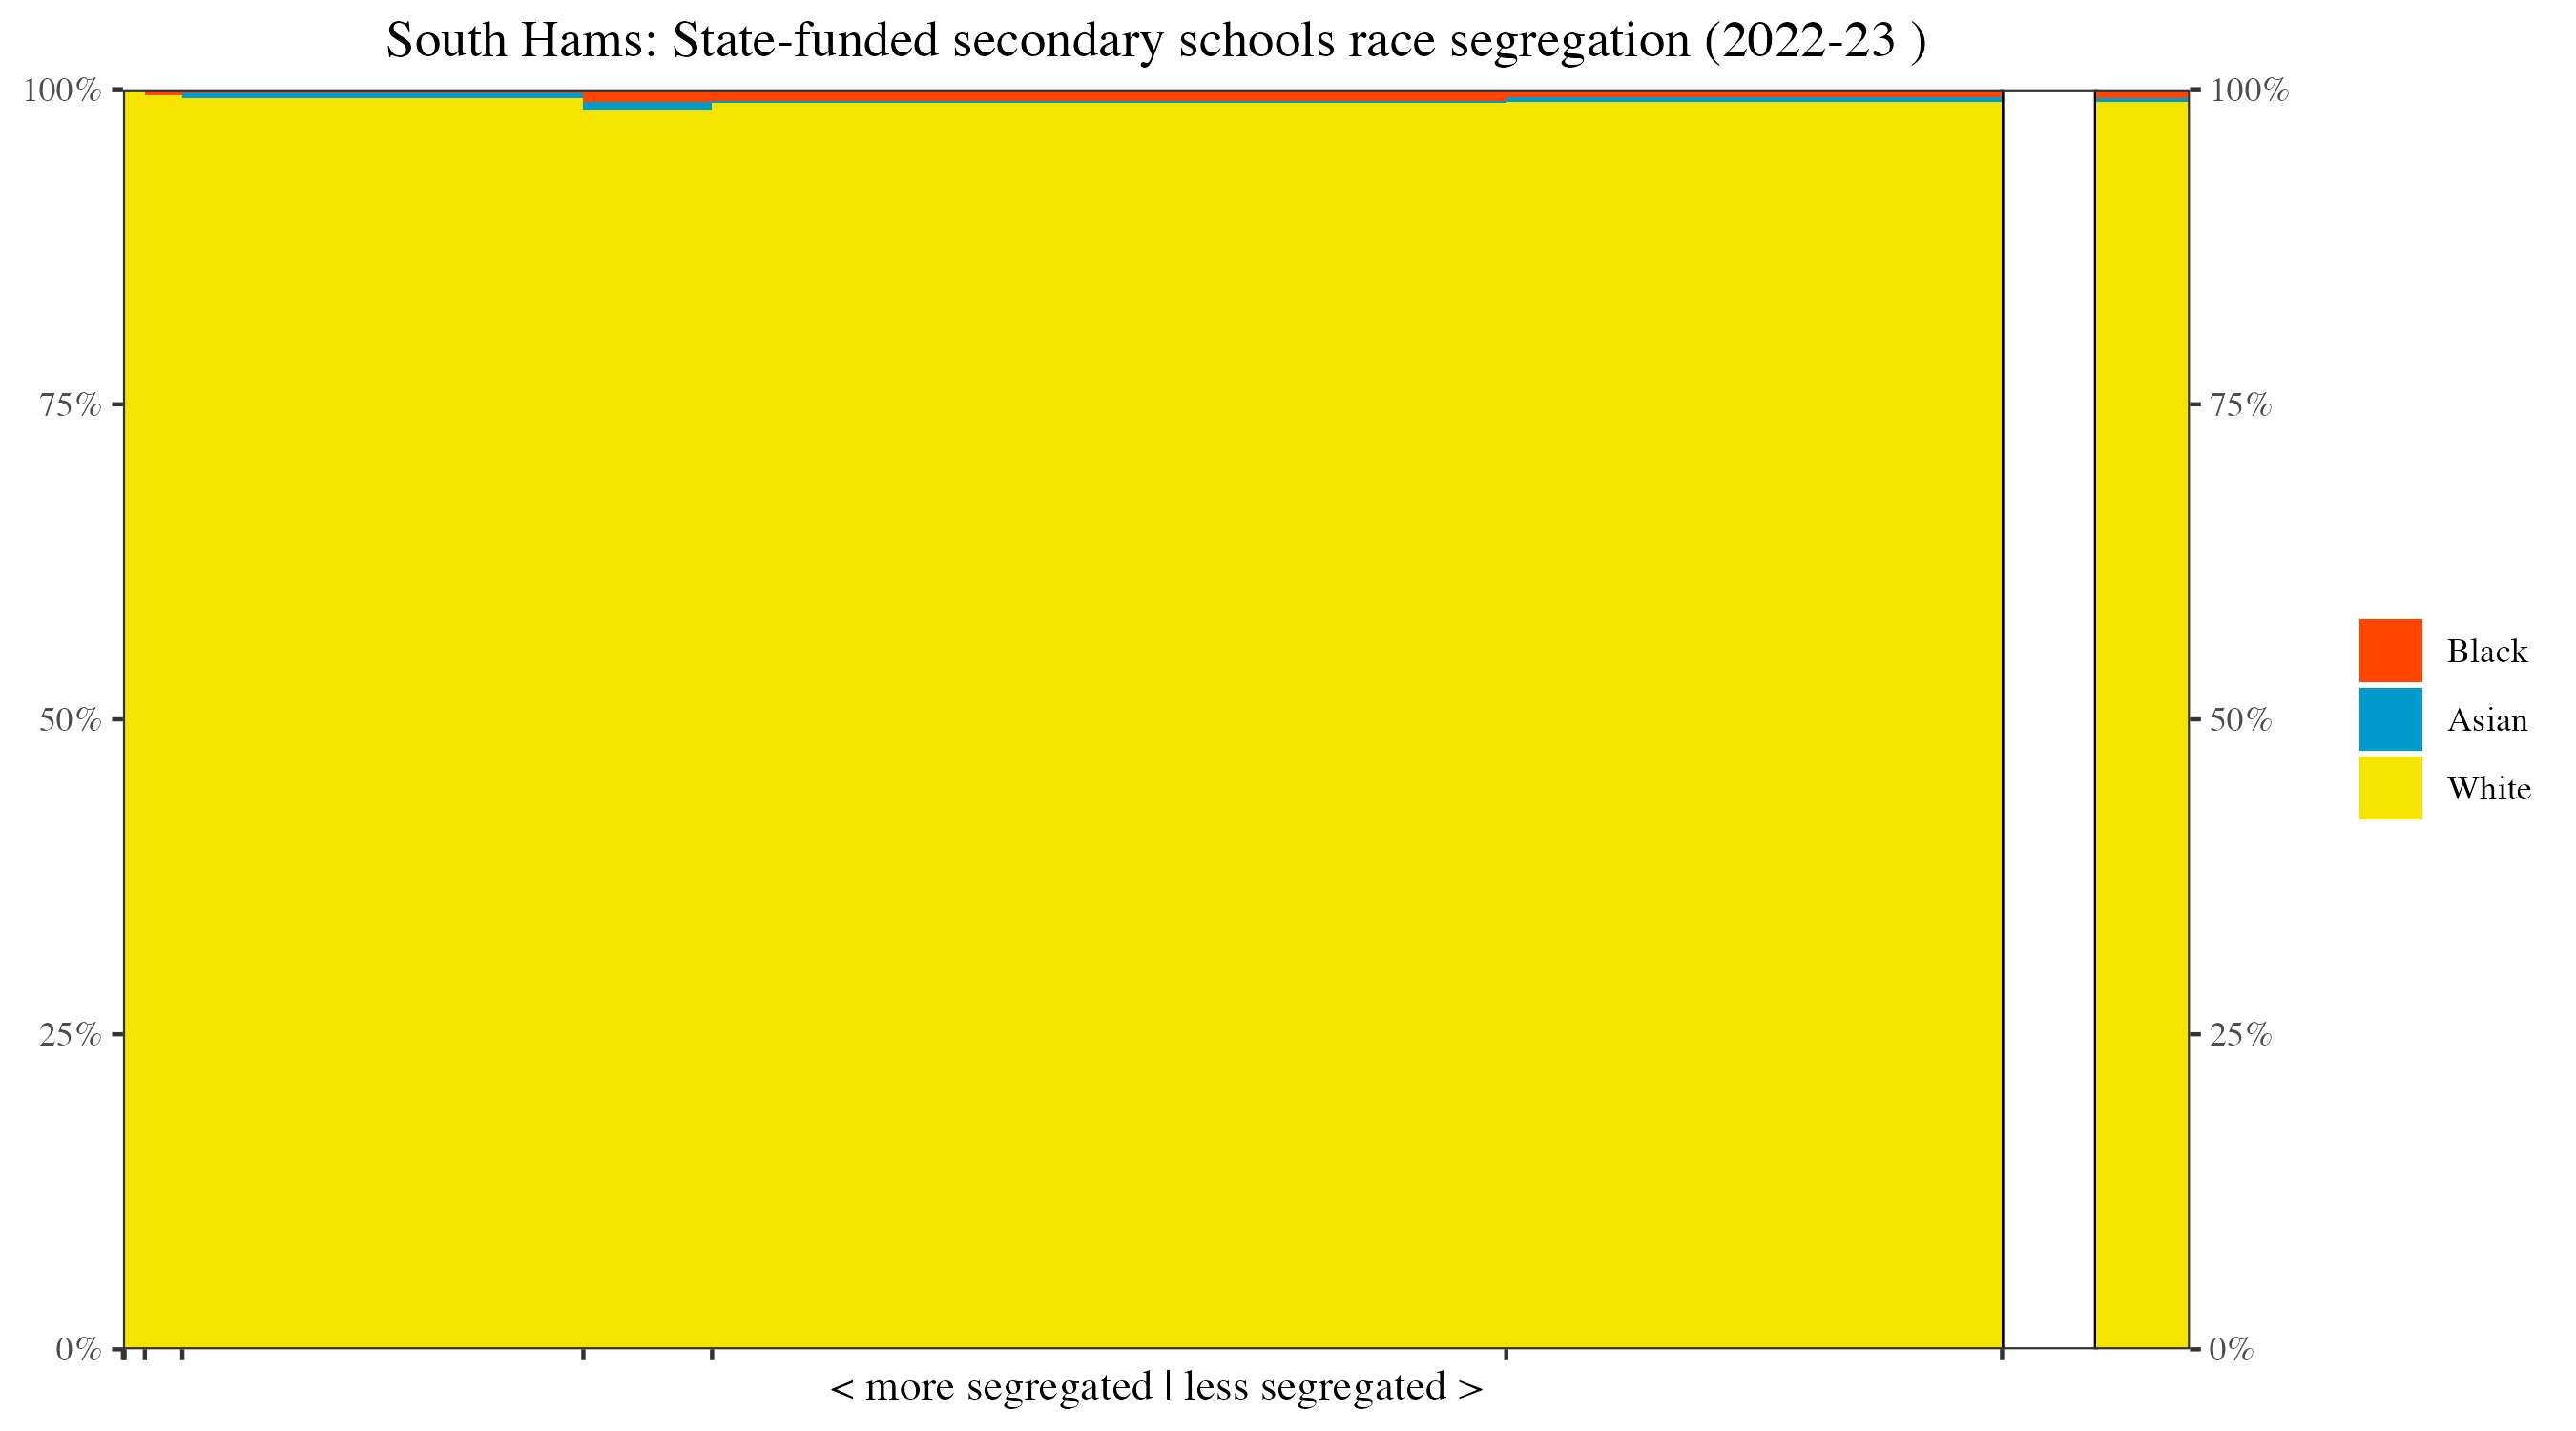 South Hams: State-funded secondary schools race segregation (2022-23 )
100%
75%
50%
25%
0%
100%
75%
50%
25%
0%
Black
Asian
White
< more segregated | less segregated >